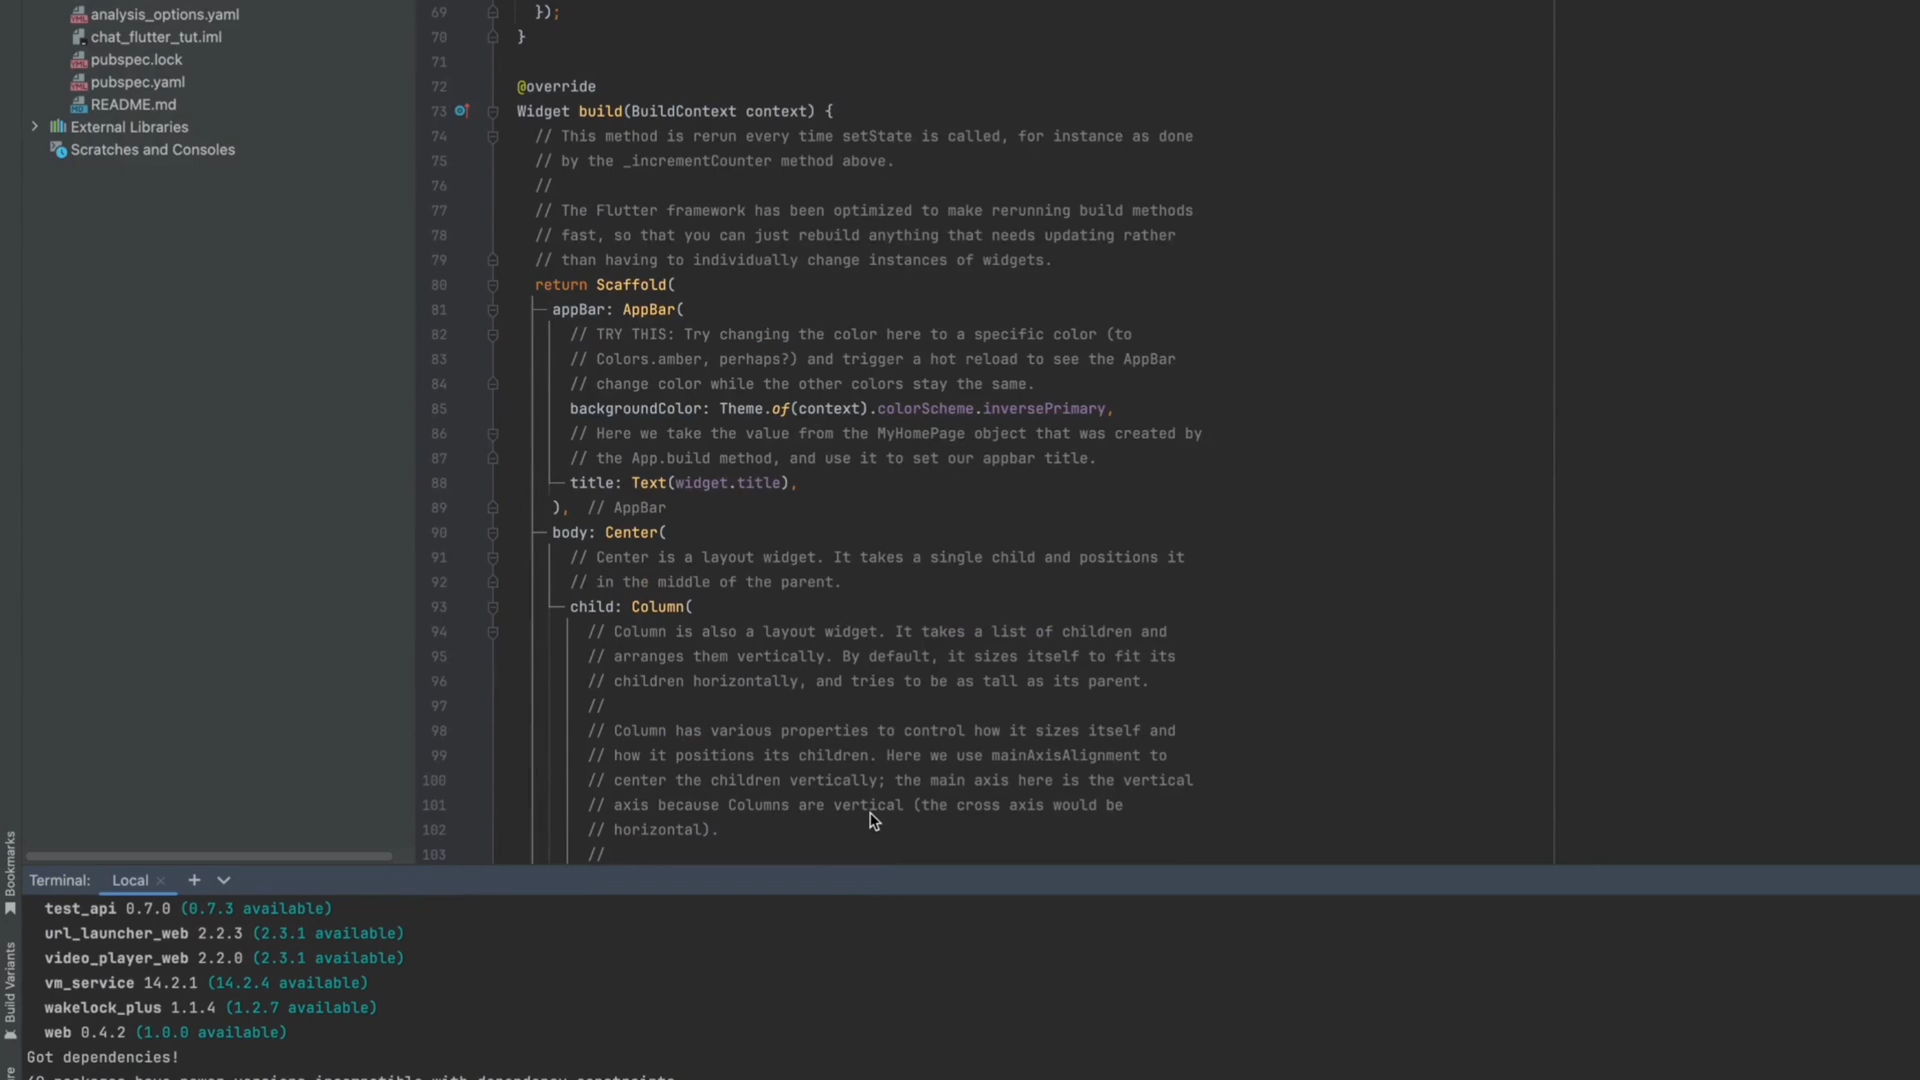 analysis_options.yaml
chat_flutter_tut.iml
pubspec.lock
pubspec.yaml
README.md
External Libraries
Scratches and Consoles
69 });
70 }
71
72 @override
73 Widget build(BuildContext context) {
74 // This method is rerun every time setState is called, for instance as done
75 // by the _incrementCounter method above.
76 //
77 // The Flutter framework has been optimized to make rerunning build methods
78 // fast, so that you can just rebuild anything that needs updating rather
79 // than having to individually change instances of widgets.
80 return Scaffold(
81 appBar: AppBar(
82 // TRY THIS: Try changing the color here to a specific color (to
83 // Colors.amber, perhaps?) and trigger a hot reload to see the AppBar
84 // change color while the other colors stay the same.
85 backgroundColor: Theme.of(context).colorScheme.inversePrimary,
86 // Here we take the value from the MyHomePage object that was created by
87 // the App.build method, and use it to set our appbar title.
88 title: Text(widget.title),
89 ), // AppBar
90 body: Center(
91 // Center is a layout widget. It takes a single child and positions it
92 // in the middle of the parent.
93 child: Column(
94 // Column is also a layout widget. It takes a list of children and
95 // arranges them vertically. By default, it sizes itself to fit its
96 // children horizontally, and tries to be as tall as its parent.
97 //
98 // Column has various properties to control how it sizes itself and
99 // how it positions its children. Here we use mainAxisAlignment to
100 // center the children vertically; the main axis here is the vertical
101 // axis because Columns are vertical (the cross axis would be
102 // horizontal).
103 //
Bookmarks
Build Variants
Terminal: Local
test_api 0.7.0 (0.7.3 available)
url_launcher_web 2.2.3 (2.3.1 available)
video_player_web 2.2.0 (2.3.1 available)
vm_service 14.2.1 (14.2.4 available)
wakelock_plus 1.1.4 (1.2.7 available)
web 0.4.2 (1.0.0 available)
Got dependencies!
packages have newer versions incompatible with dependency constraints